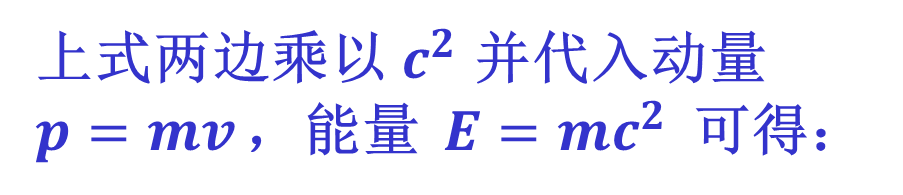 上式两边乘以 c² 并代入动量
p = mv，能量 E = mc² 可得：